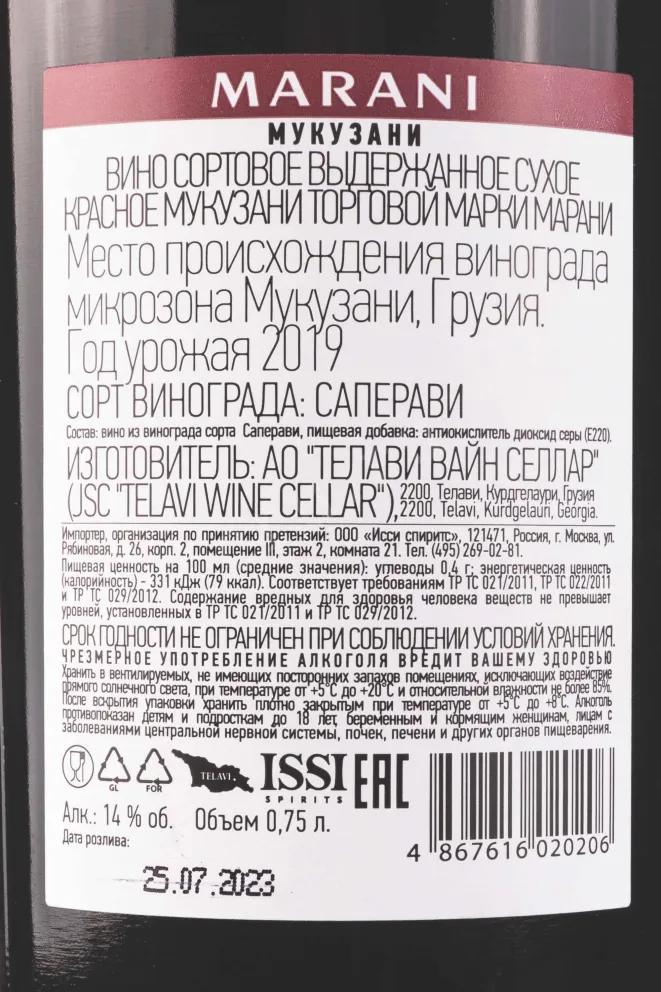 MARANI
МУКУЗАНИ
ВИНО СОРТОВОЕ ВЫДЕРЖАННОЕ СУХОЕ
КРАСНОЕ МУКУЗАНИ ТОРГОВОЙ МАРКИ МАРАНИ
Место происхождения винограда
микрозона Мукузани, Грузия.
Год урожая 2019
СОРТ ВИНОГРАДА: САПЕРАВИ
Состав: вино из винограда сорта Саперави, пищевая добавка: антиокислитель диоксид серы (Е220).
ИЗГОТОВИТЕЛЬ: АО "ТЕЛАВИ ВАЙН СЕЛЛАР"
(JSC "TELAVI WINE CELLAR"), 2200, Телави, Курдгелаури, Грузия
2200, Telavi, Kurdgelauri, Georgia.
Импортер, организация по принятию претензий: ООО «Исси спиритс», 121471, Россия, г. Москва, ул.
Рябиновая, д. 26, корп. 2, помещение IП, этаж 2, комната 21. Тел. (495) 269-02-81.
Пищевая ценность на 100 мл (средние значения): углеводы 0,4 г; энергетическая ценность
(калорийность) - 331 кДж (79 ккал). Соответствует требованиям ТР ТС 021/2011, ТР ТС 022/2011
и ТР ТС 029/2012. Содержание вредных для здоровья человека веществ не превышает
уровней, установленных в ТР ТС 021/2011 и ТР ТС 029/2012.
СРОК ГОДНОСТИ НЕ ОГРАНИЧЕН ПРИ СОБЛЮДЕНИИ УСЛОВИЙ ХРАНЕНИЯ.
ЧРЕЗМЕРНОЕ УПОТРЕБЛЕНИЕ АЛКОГОЛЯ ВРЕДИТ ВАШЕМУ ЗДОРОВЬЮ
Хранить в вентилируемых, не имеющих посторонних запахов помещениях, исключающих воздействие
прямого солнечного света, при температуре от +5°С до +20°С и относительной влажности не более 85%.
После вскрытия упаковки хранить плотно закрытым при температуре от +5°С до +8°С. Алкоголь
противопоказан детям и подросткам до 18 лет, беременным и кормящим женщинам, лицам с
заболеваниями центральной нервной системы, почек, печени и других органов пищеварения.
GL FOR TELAVI ISSI SPIRITS EAC
Алк.: 14 % об. Объем 0,75 л.
Дата розлива:
25.07.2023
4 867616 020206